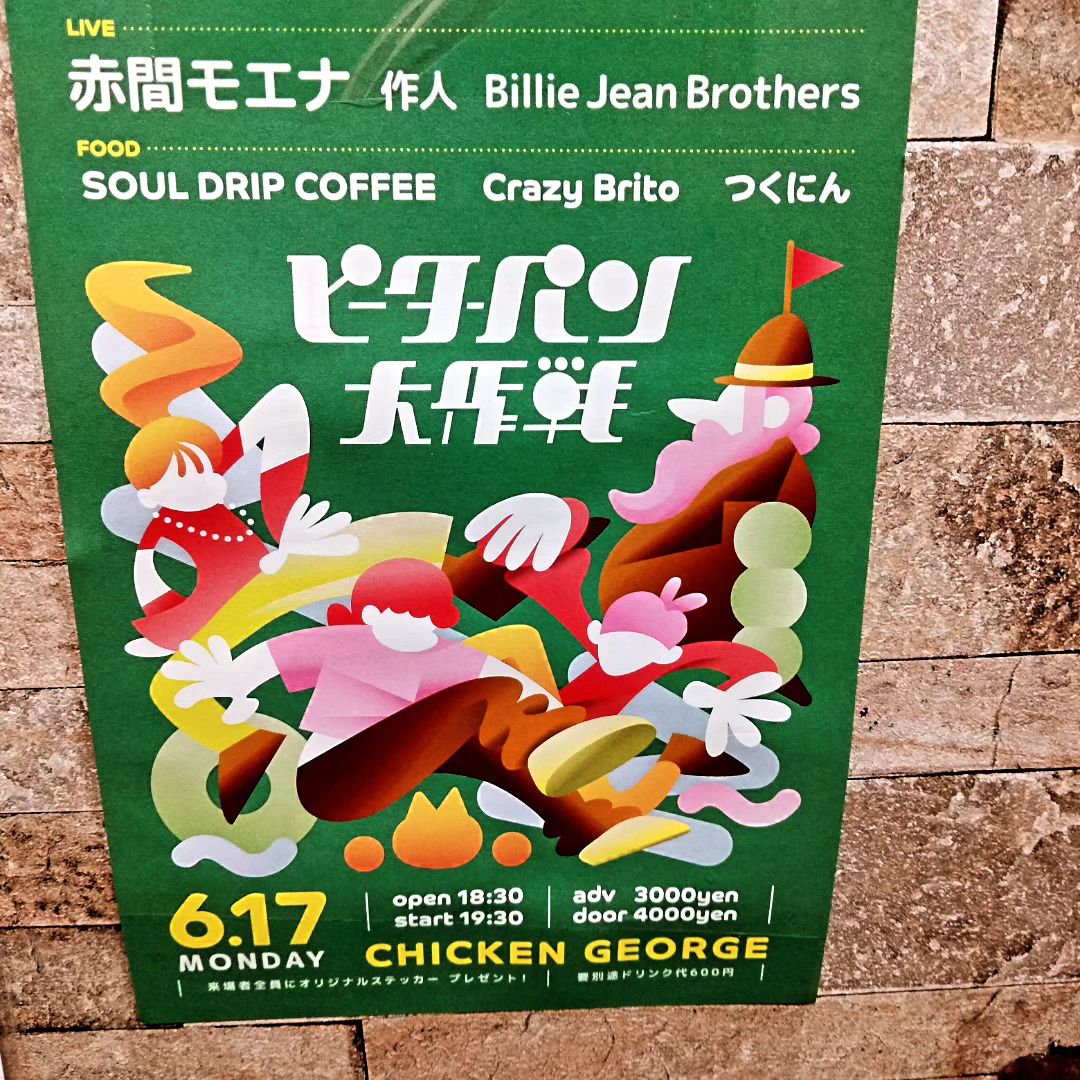 LIVE
赤間モエナ 作人 Billie Jean Brothers
FOOD
SOUL DRIP COFFEE Crazy Brito つくにん
ピーターパン
大作戦
6.17
MONDAY
open 18:30
start 19:30
adv 3000yen
door 4000yen
CHICKEN GEORGE
来場者全員にオリジナルステッカー プレゼント!
要別途ドリンク代600円